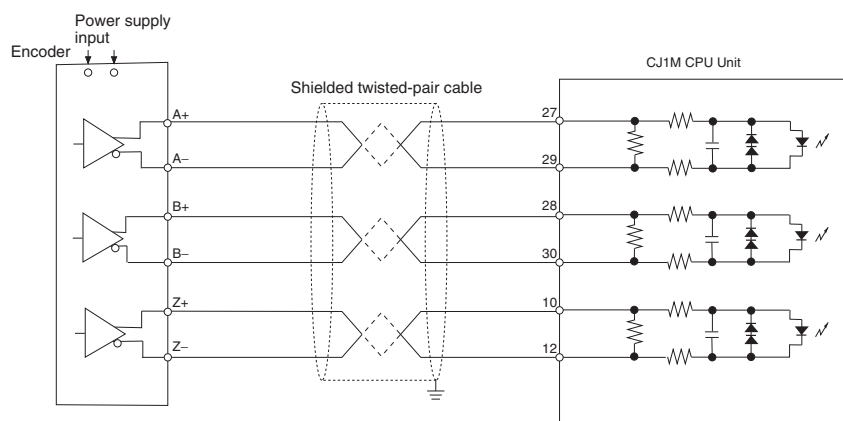 Power supply
input
Encoder
CJ1M CPU Unit
Shielded twisted-pair cable
A+
27
A−
29
B+
28
B−
30
Z+
10
Z−
12